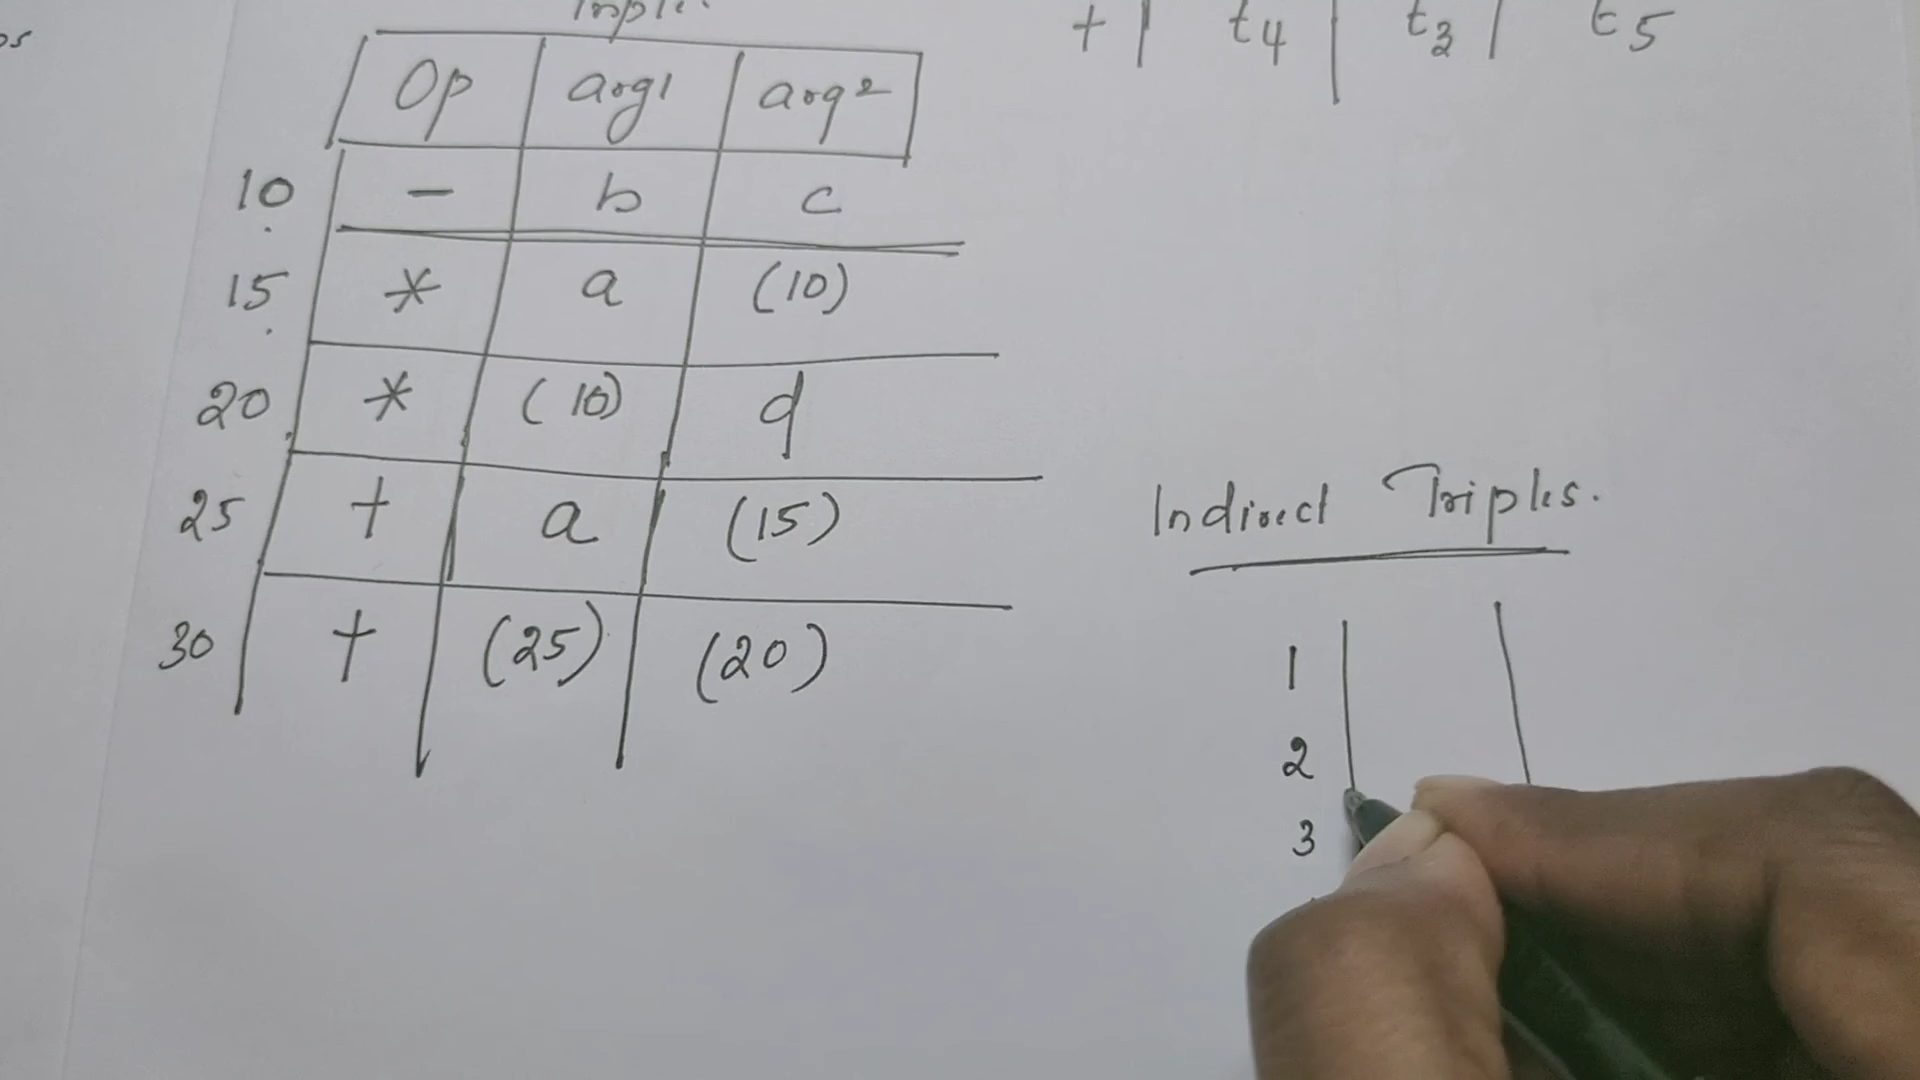 Triple.
+ t4 t3 t5
Op arg1 arg2
10 - b c
15 * a (10)
20 * (10) d
25 + a (15)
30 + (25) (20)
Indirect Triples.
1
2
3